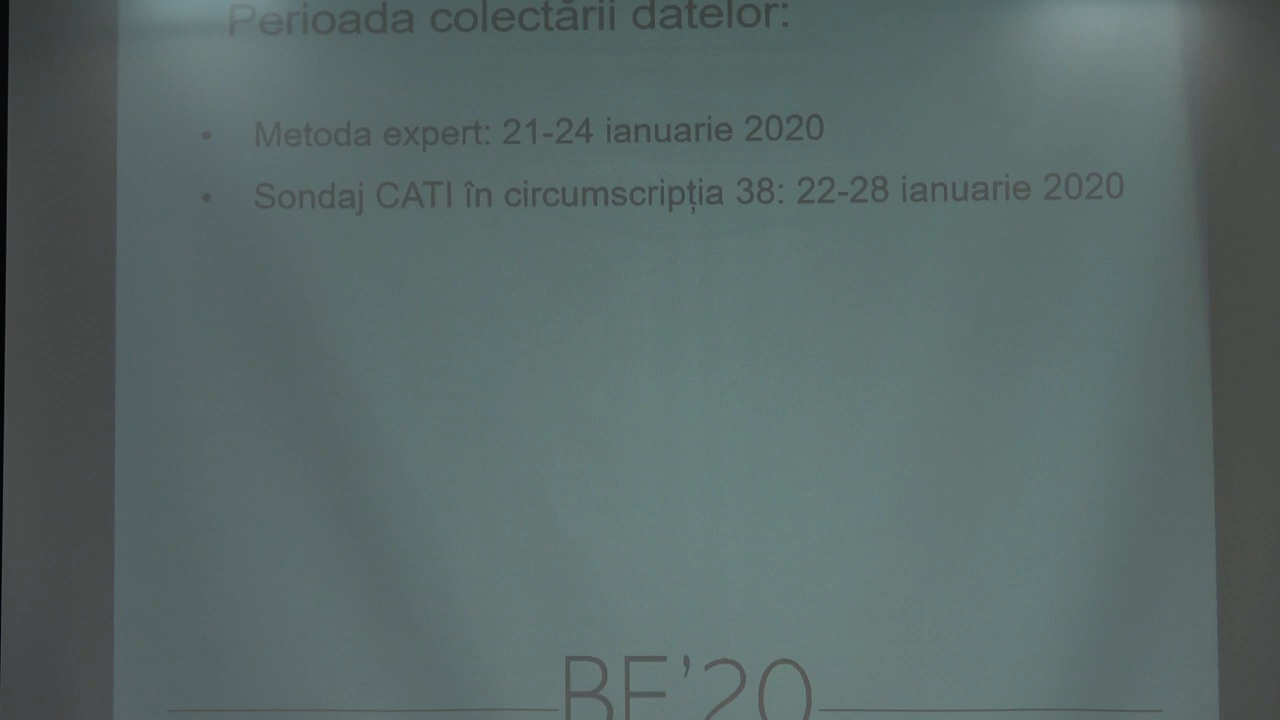 Perioada colectării datelor:
• Metoda expert: 21-24 ianuarie 2020
• Sondaj CATI în circumscripția 38: 22-28 ianuarie 2020
BE'20